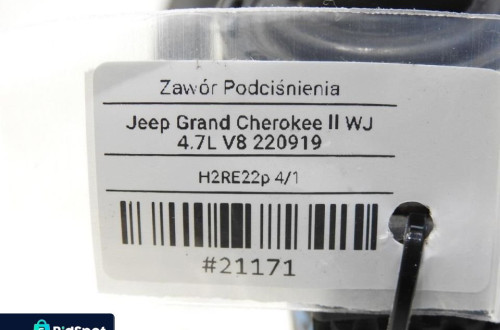 Zawór Podciśnienia
Jeep Grand Cherokee II WJ
4.7L V8 220919
H2RE22p 4/1
#21171